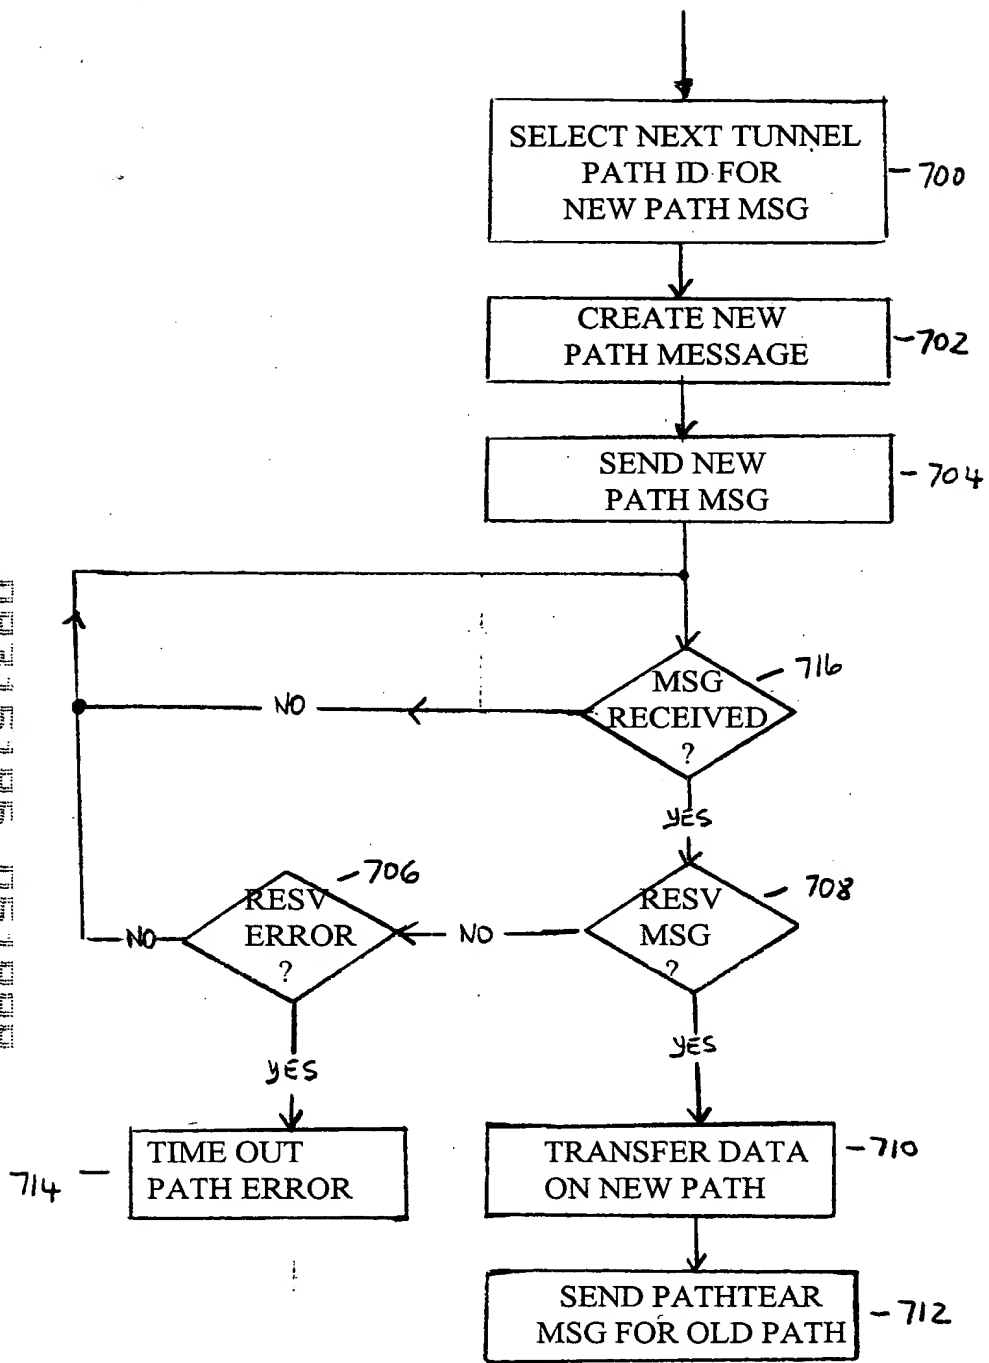 SELECT NEXT TUNNEL
PATH ID FOR
NEW PATH MSG
700
CREATE NEW
PATH MESSAGE
702
SEND NEW
PATH MSG
704
MSG
RECEIVED
?
716
NO
YES
RESV
MSG
?
708
NO
RESV
ERROR
?
706
NO
YES
YES
TIME OUT
PATH ERROR
714
TRANSFER DATA
ON NEW PATH
710
SEND PATHTEAR
MSG FOR OLD PATH
712